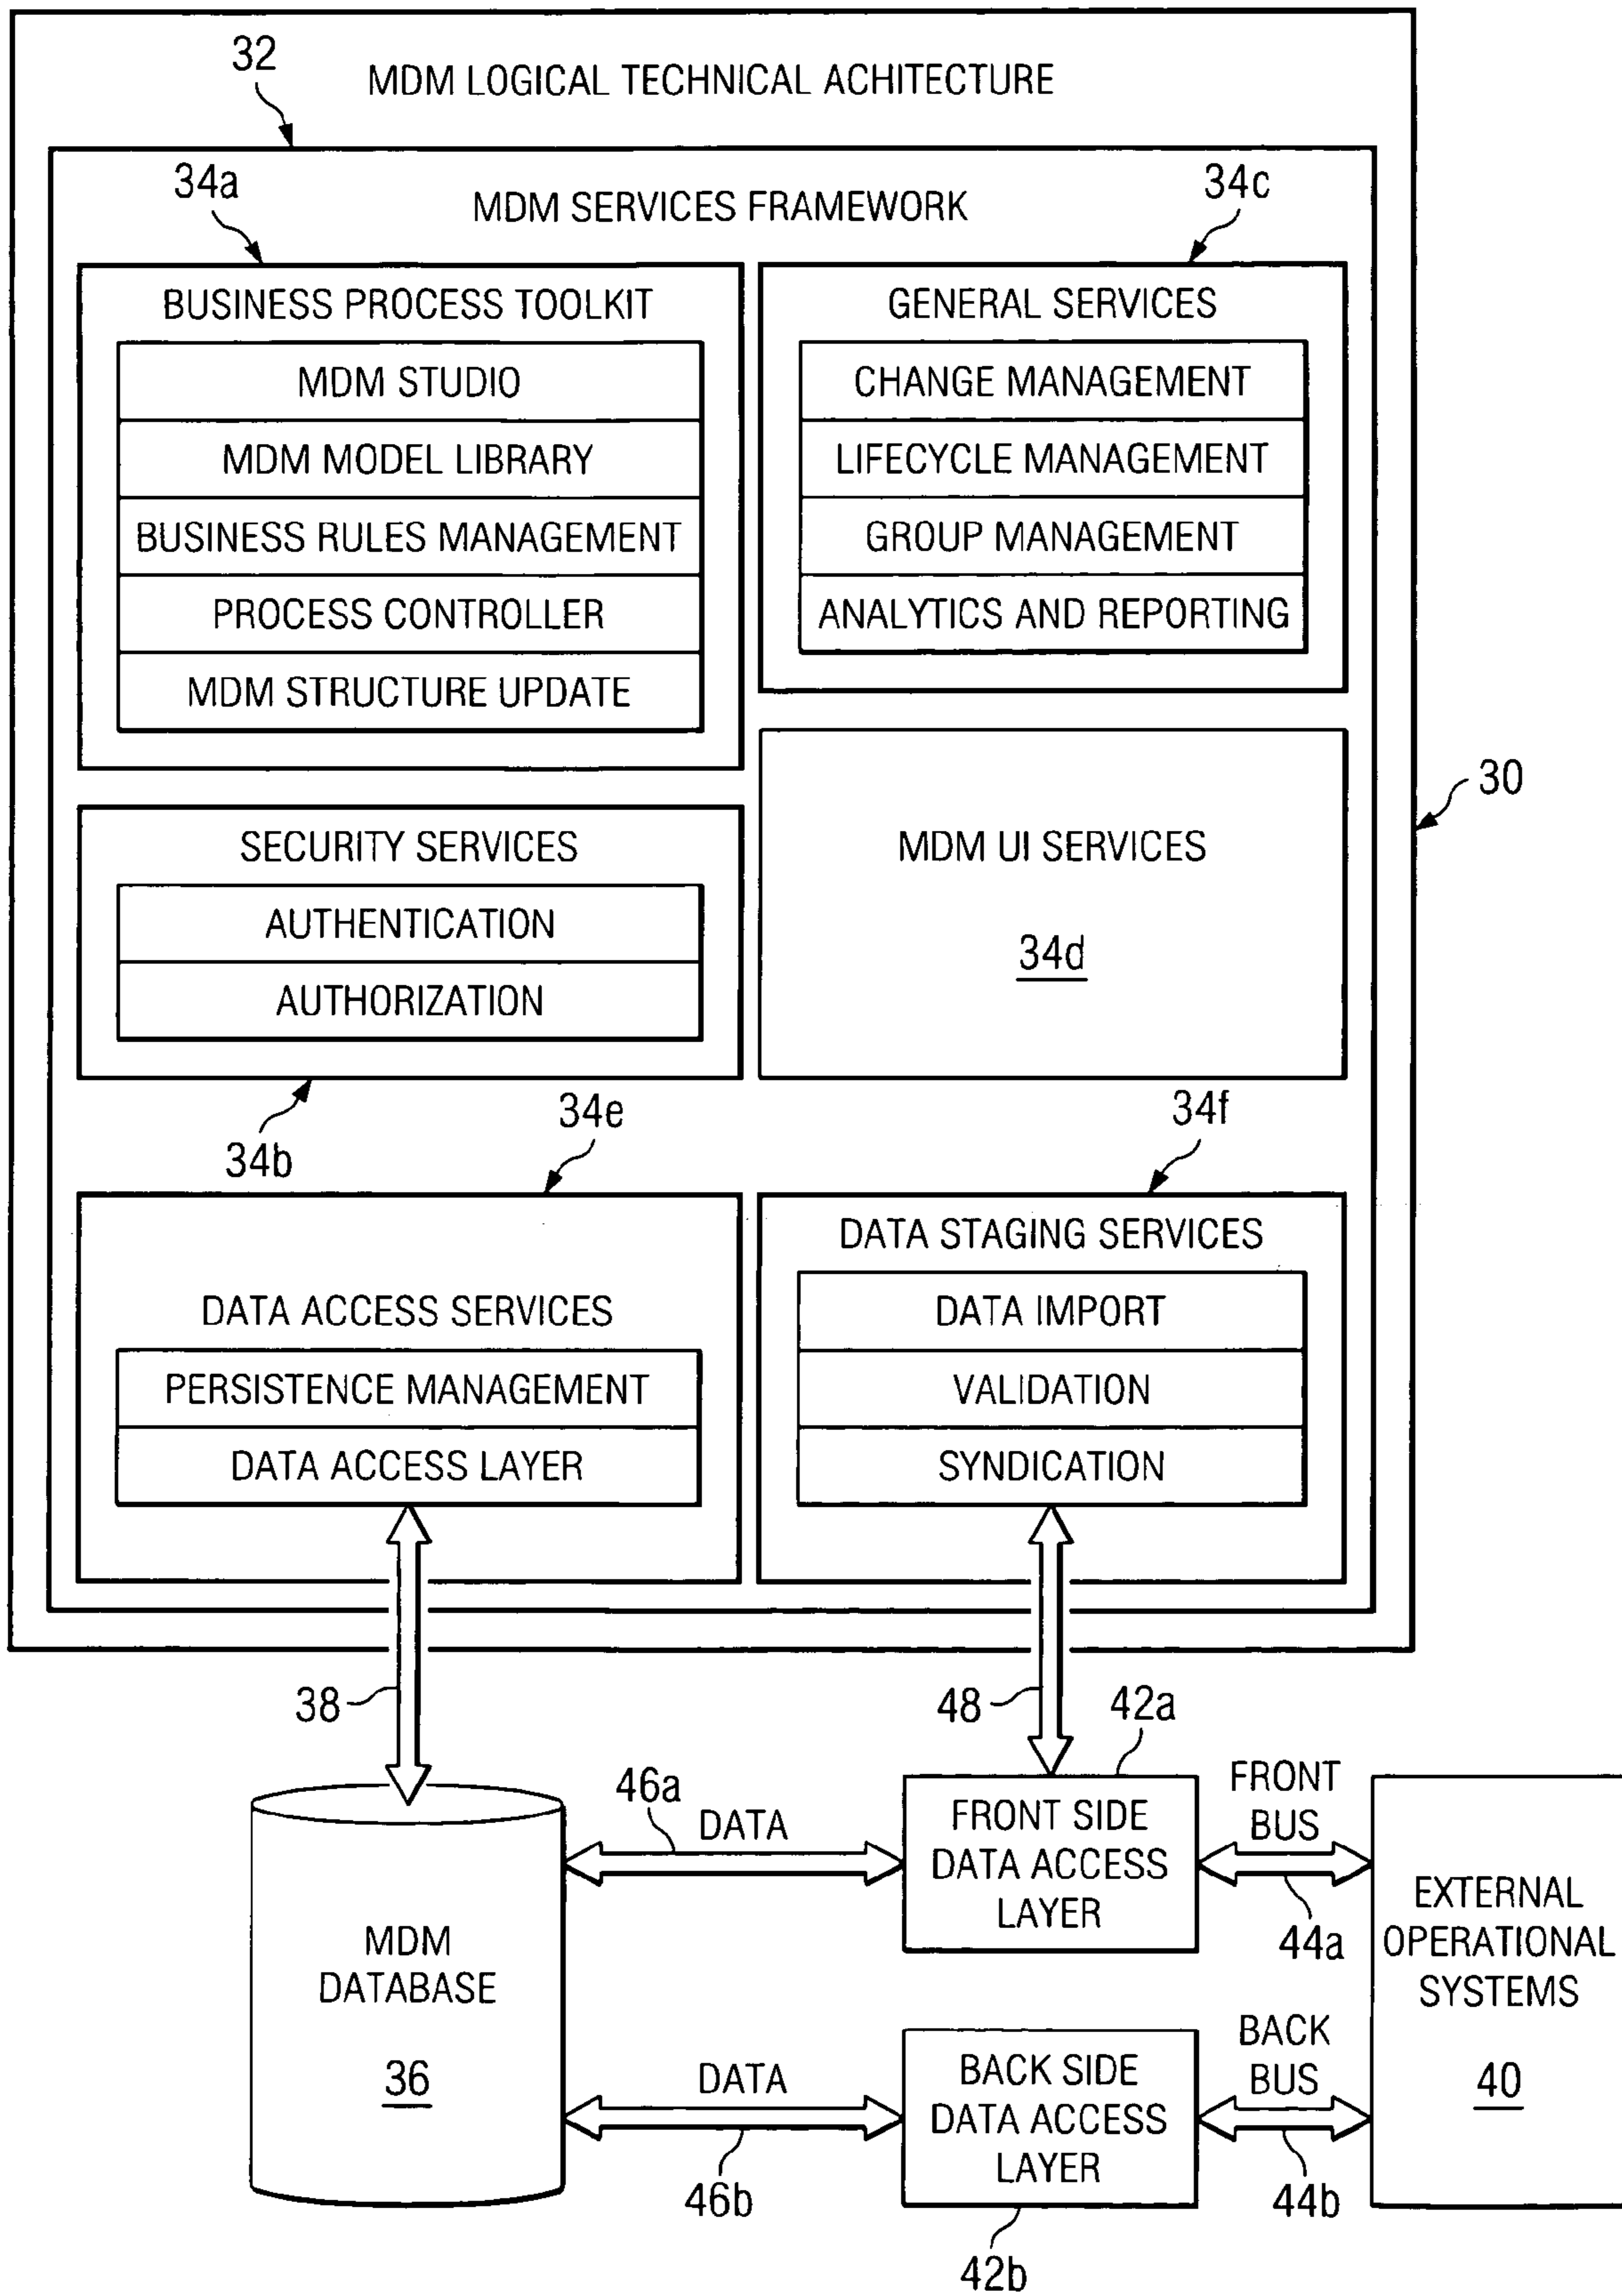 32
MDM LOGICAL TECHNICAL ACHITECTURE
34a
MDM SERVICES FRAMEWORK
34c
BUSINESS PROCESS TOOLKIT
MDM STUDIO
MDM MODEL LIBRARY
BUSINESS RULES MANAGEMENT
PROCESS CONTROLLER
MDM STRUCTURE UPDATE
GENERAL SERVICES
CHANGE MANAGEMENT
LIFECYCLE MANAGEMENT
GROUP MANAGEMENT
ANALYTICS AND REPORTING
30
SECURITY SERVICES
AUTHENTICATION
AUTHORIZATION
34b
MDM UI SERVICES
34d
34e
34f
DATA ACCESS SERVICES
PERSISTENCE MANAGEMENT
DATA ACCESS LAYER
DATA STAGING SERVICES
DATA IMPORT
VALIDATION
SYNDICATION
38
48
42a
46a
DATA
FRONT SIDE
DATA ACCESS
LAYER
FRONT
BUS
44a
MDM
DATABASE
36
DATA
46b
BACK SIDE
DATA ACCESS
LAYER
42b
BACK
BUS
44b
EXTERNAL
OPERATIONAL
SYSTEMS
40